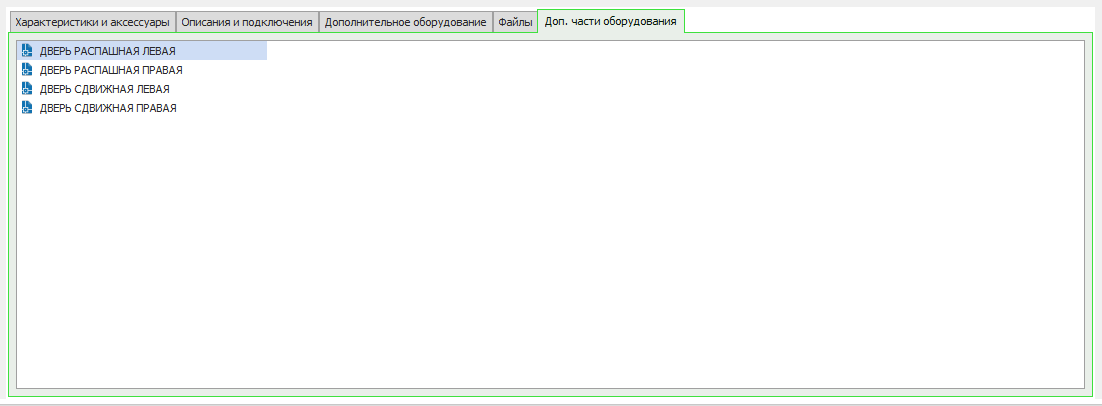 Характеристики и аксессуары Описания и подключения Дополнительное оборудование Файлы Доп. части оборудования
ДВЕРЬ РАСПАШНАЯ ЛЕВАЯ
ДВЕРЬ РАСПАШНАЯ ПРАВАЯ
ДВЕРЬ СДВИЖНАЯ ЛЕВАЯ
ДВЕРЬ СДВИЖНАЯ ПРАВАЯ